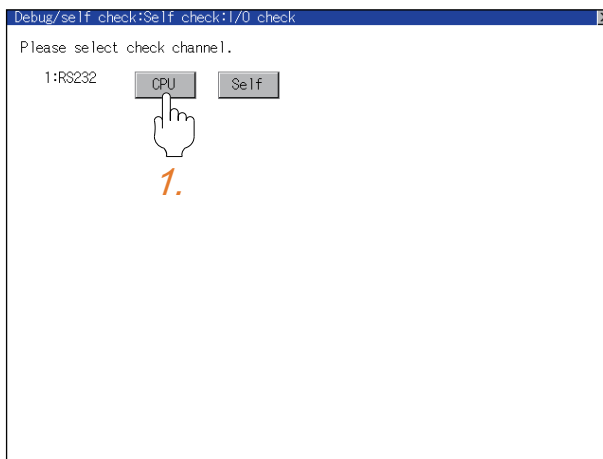 Debug/self check:Self check:I/O check
Please select check channel.
1:RS232 CPU Self
1.